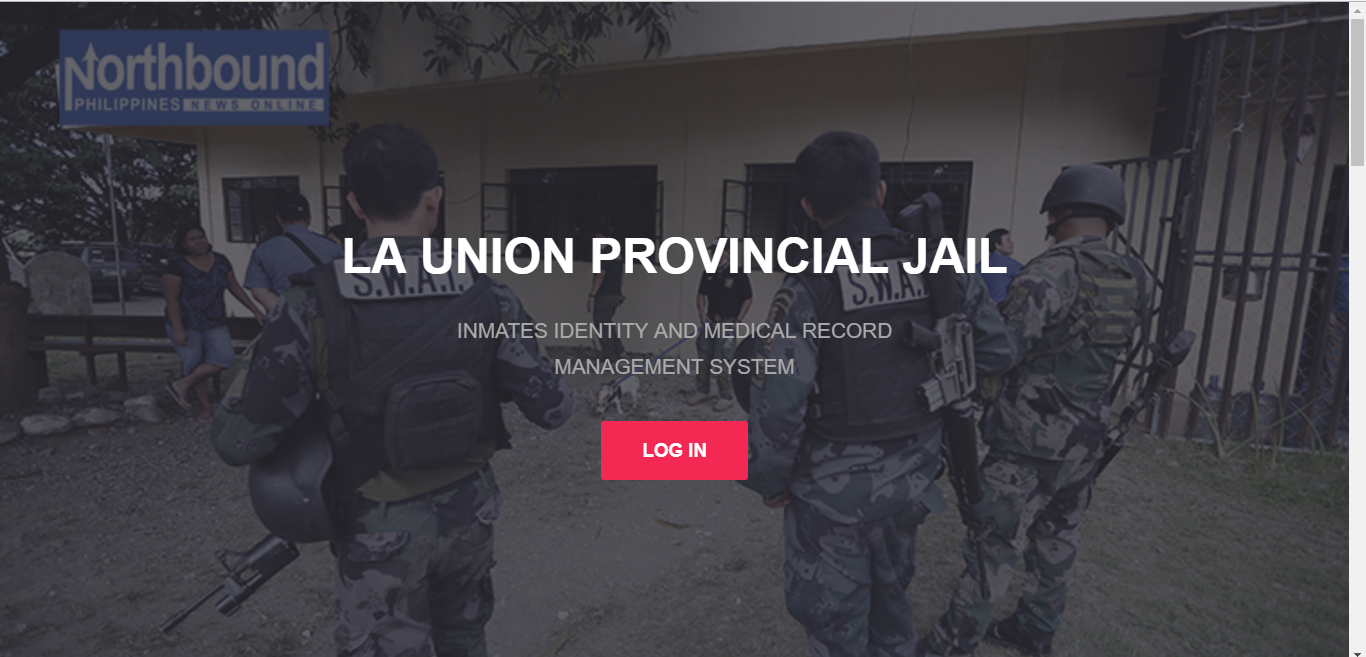 Northbound
PHILIPPINES NEWS ONLINE
LA UNION PROVINCIAL JAIL
S.W.A.T.
S.W.A.T.
INMATES IDENTITY AND MEDICAL RECORD
MANAGEMENT SYSTEM
LOG IN